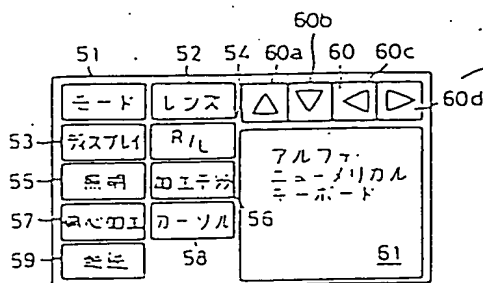 60b
51 52 54 60a 60 60c
モード レンズ 60d
53 ディスプレイ R/L
アルファ
ニューメリカル
キーボード
55 照明
57 56
カーソル
59 58 61